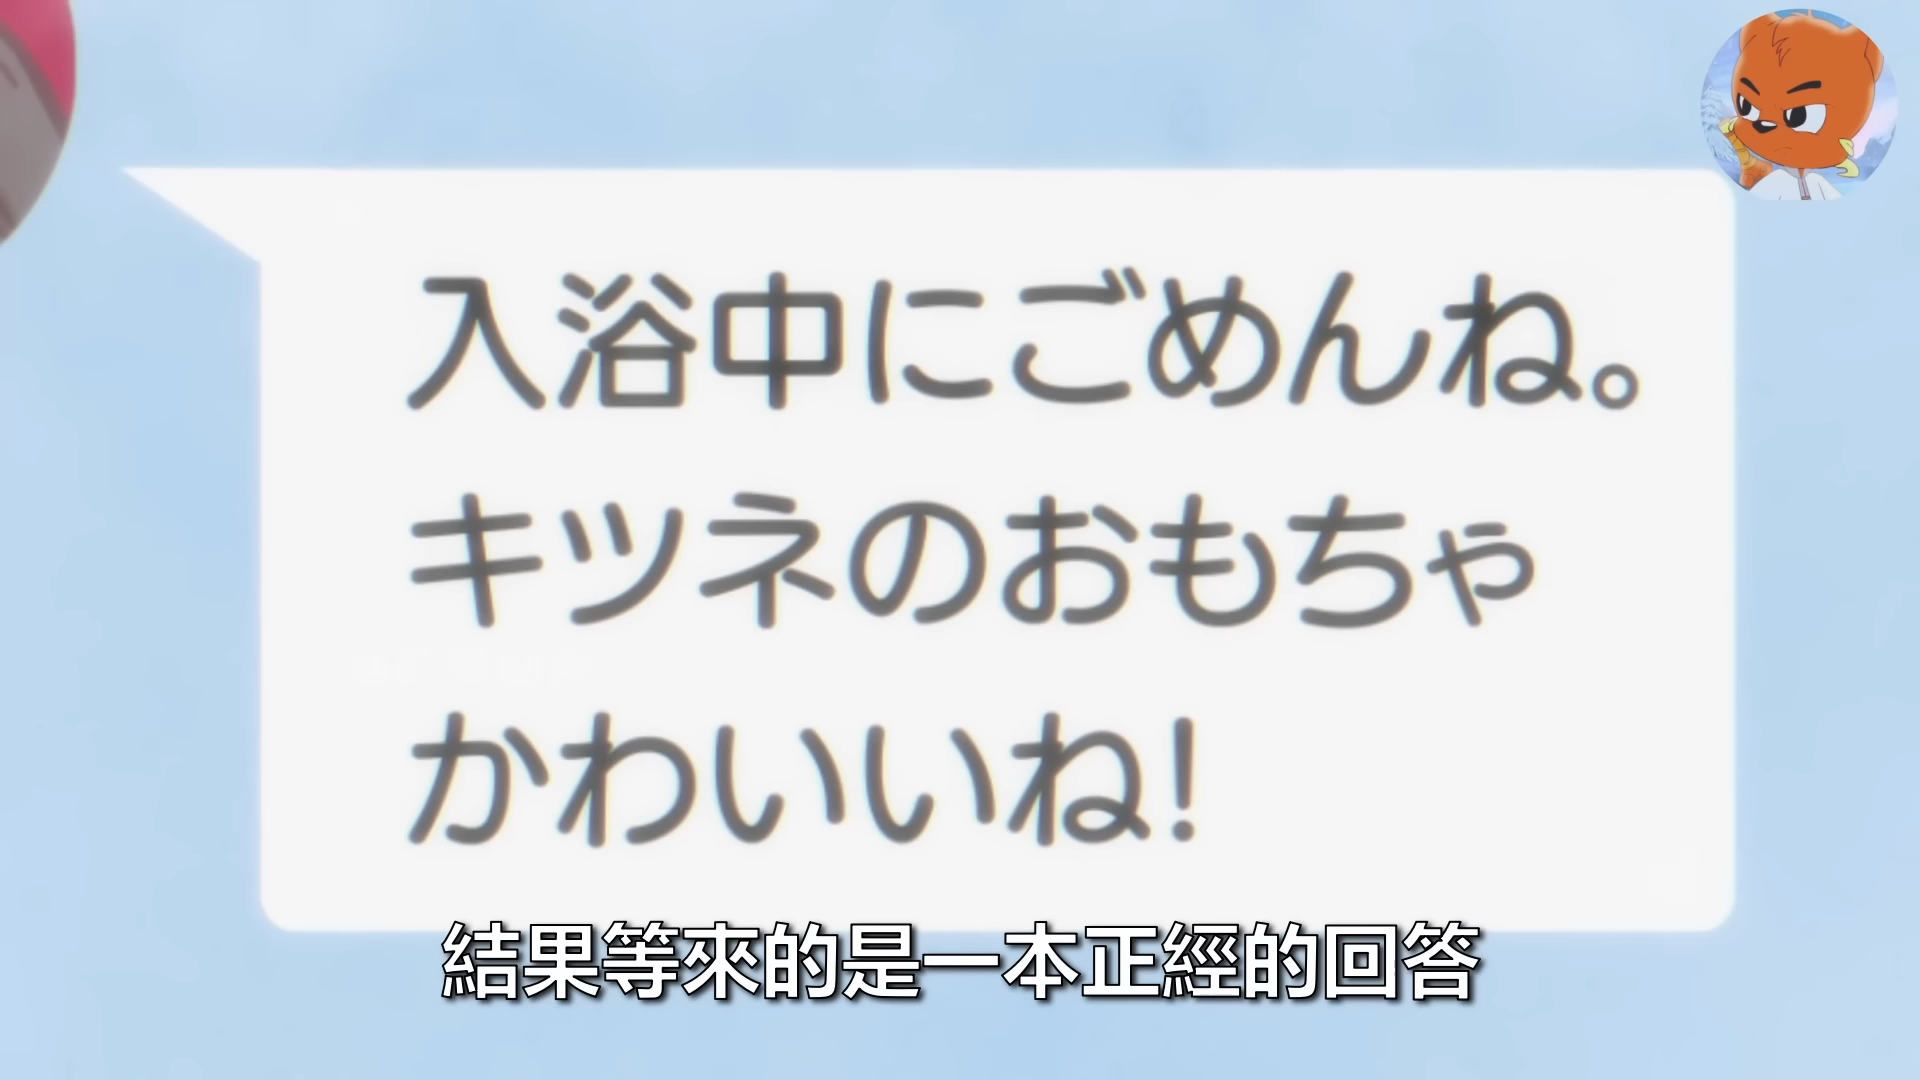 入浴中にごめんね。
キツネのおもちゃ
かわいいね!
結果等來的是一本正經的回答